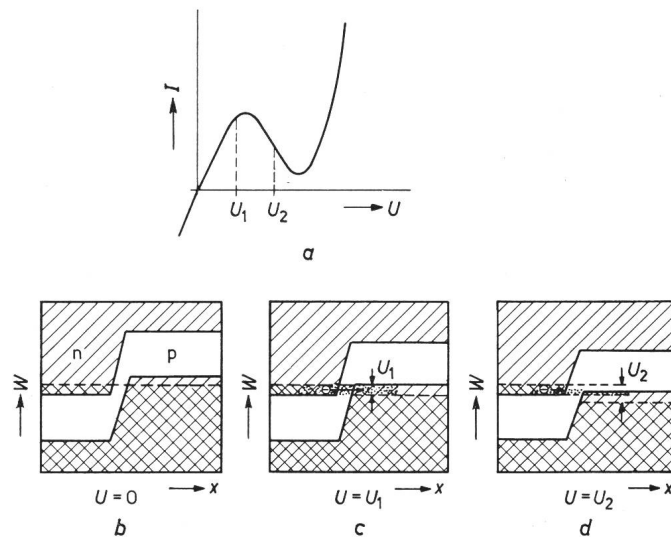 I
U₁
U₂
U
a
n
p
W
U = 0
x
b
W
U₁
U = U₁
x
c
W
U₂
U = U₂
x
d